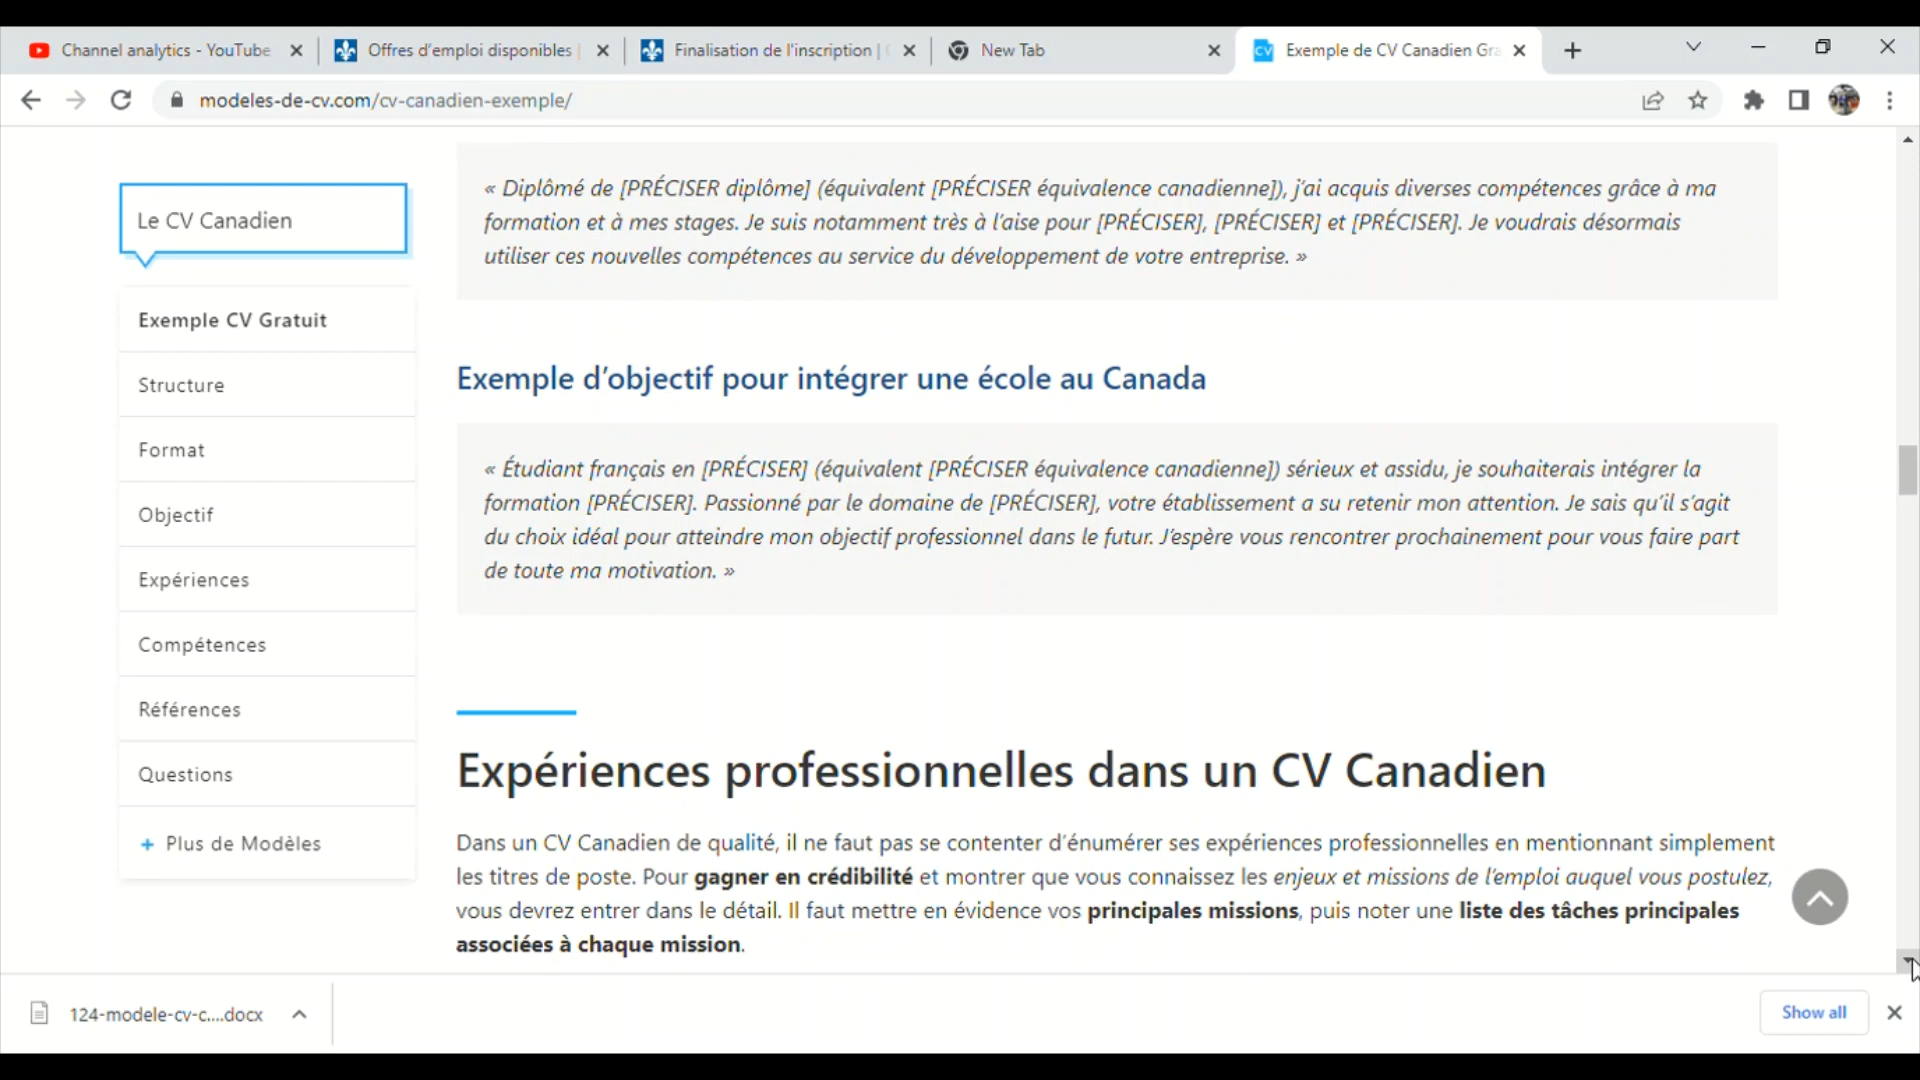 Channel analytics - YouTube
Offres d'emploi disponibles |
Finalisation de l'inscription |
New Tab
CV
Exemple de CV Canadien Gra
modeles-de-cv.com/cv-canadien-exemple/
Le CV Canadien
Exemple CV Gratuit
Structure
Format
Objectif
Expériences
Compétences
Références
Questions
+ Plus de Modèles
« Diplômé de [PRÉCISER diplôme] (équivalent [PRÉCISER équivalence canadienne]), j'ai acquis diverses compétences grâce à ma
formation et à mes stages. Je suis notamment très à l'aise pour [PRÉCISER], [PRÉCISER] et [PRÉCISER]. Je voudrais désormais
utiliser ces nouvelles compétences au service du développement de votre entreprise. »
Exemple d'objectif pour intégrer une école au Canada
« Étudiant français en [PRÉCISER] (équivalent [PRÉCISER équivalence canadienne]) sérieux et assidu, je souhaiterais intégrer la
formation [PRÉCISER]. Passionné par le domaine de [PRÉCISER], votre établissement a su retenir mon attention. Je sais qu'il s'agit
du choix idéal pour atteindre mon objectif professionnel dans le futur. J'espère vous rencontrer prochainement pour vous faire part
de toute ma motivation. »
Expériences professionnelles dans un CV Canadien
Dans un CV Canadien de qualité, il ne faut pas se contenter d'énumérer ses expériences professionnelles en mentionnant simplement
les titres de poste. Pour gagner en crédibilité et montrer que vous connaissez les enjeux et missions de l'emploi auquel vous postulez,
vous devrez entrer dans le détail. Il faut mettre en évidence vos principales missions, puis noter une liste des tâches principales
associées à chaque mission.
124-modele-cv-c....docx
Show all